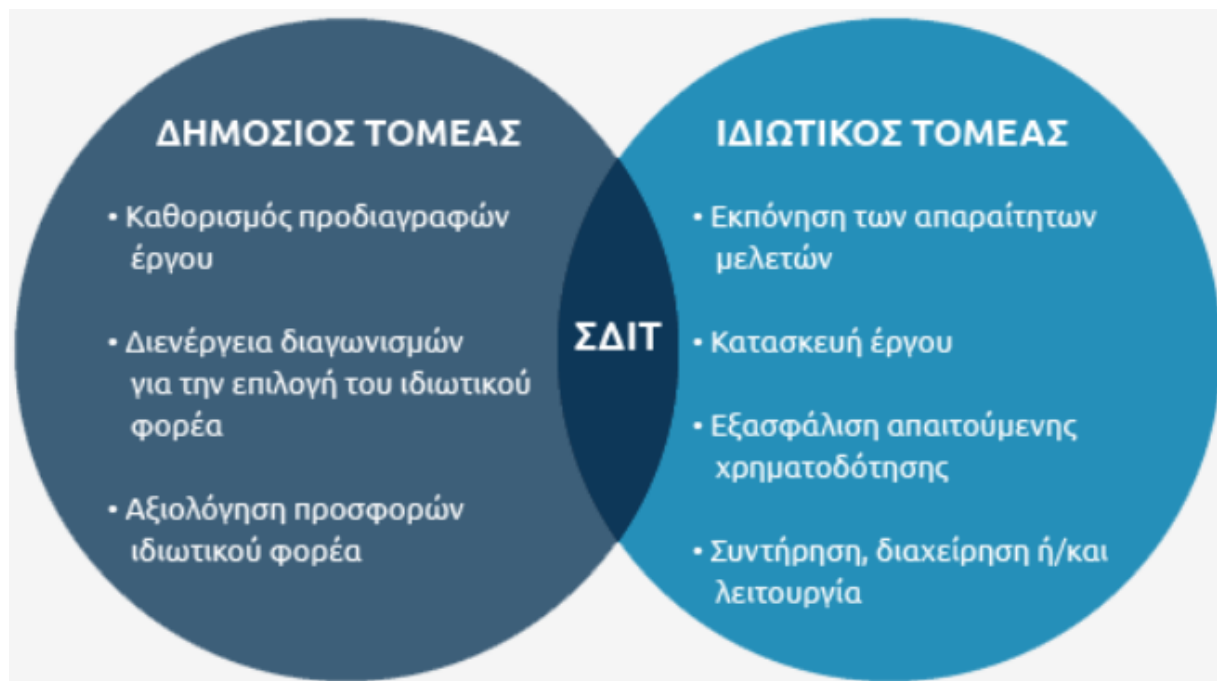 ΔΗΜΟΣΙΟΣ ΤΟΜΕΑΣ
• Καθορισμός προδιαγραφών
έργου
• Διενέργεια διαγωνισμών
για την επιλογή του ιδιωτικού
φορέα
• Αξιολόγηση προσφορών
ιδιωτικού φορέα
ΣΔΙΤ
ΙΔΙΩΤΙΚΟΣ ΤΟΜΕΑΣ
• Εκπόνηση των απαραίτητων
μελετών
• Κατασκευή έργου
• Εξασφάλιση απαιτούμενης
χρηματοδότησης
• Συντήρηση, διαχείρηση ή/και
λειτουργία